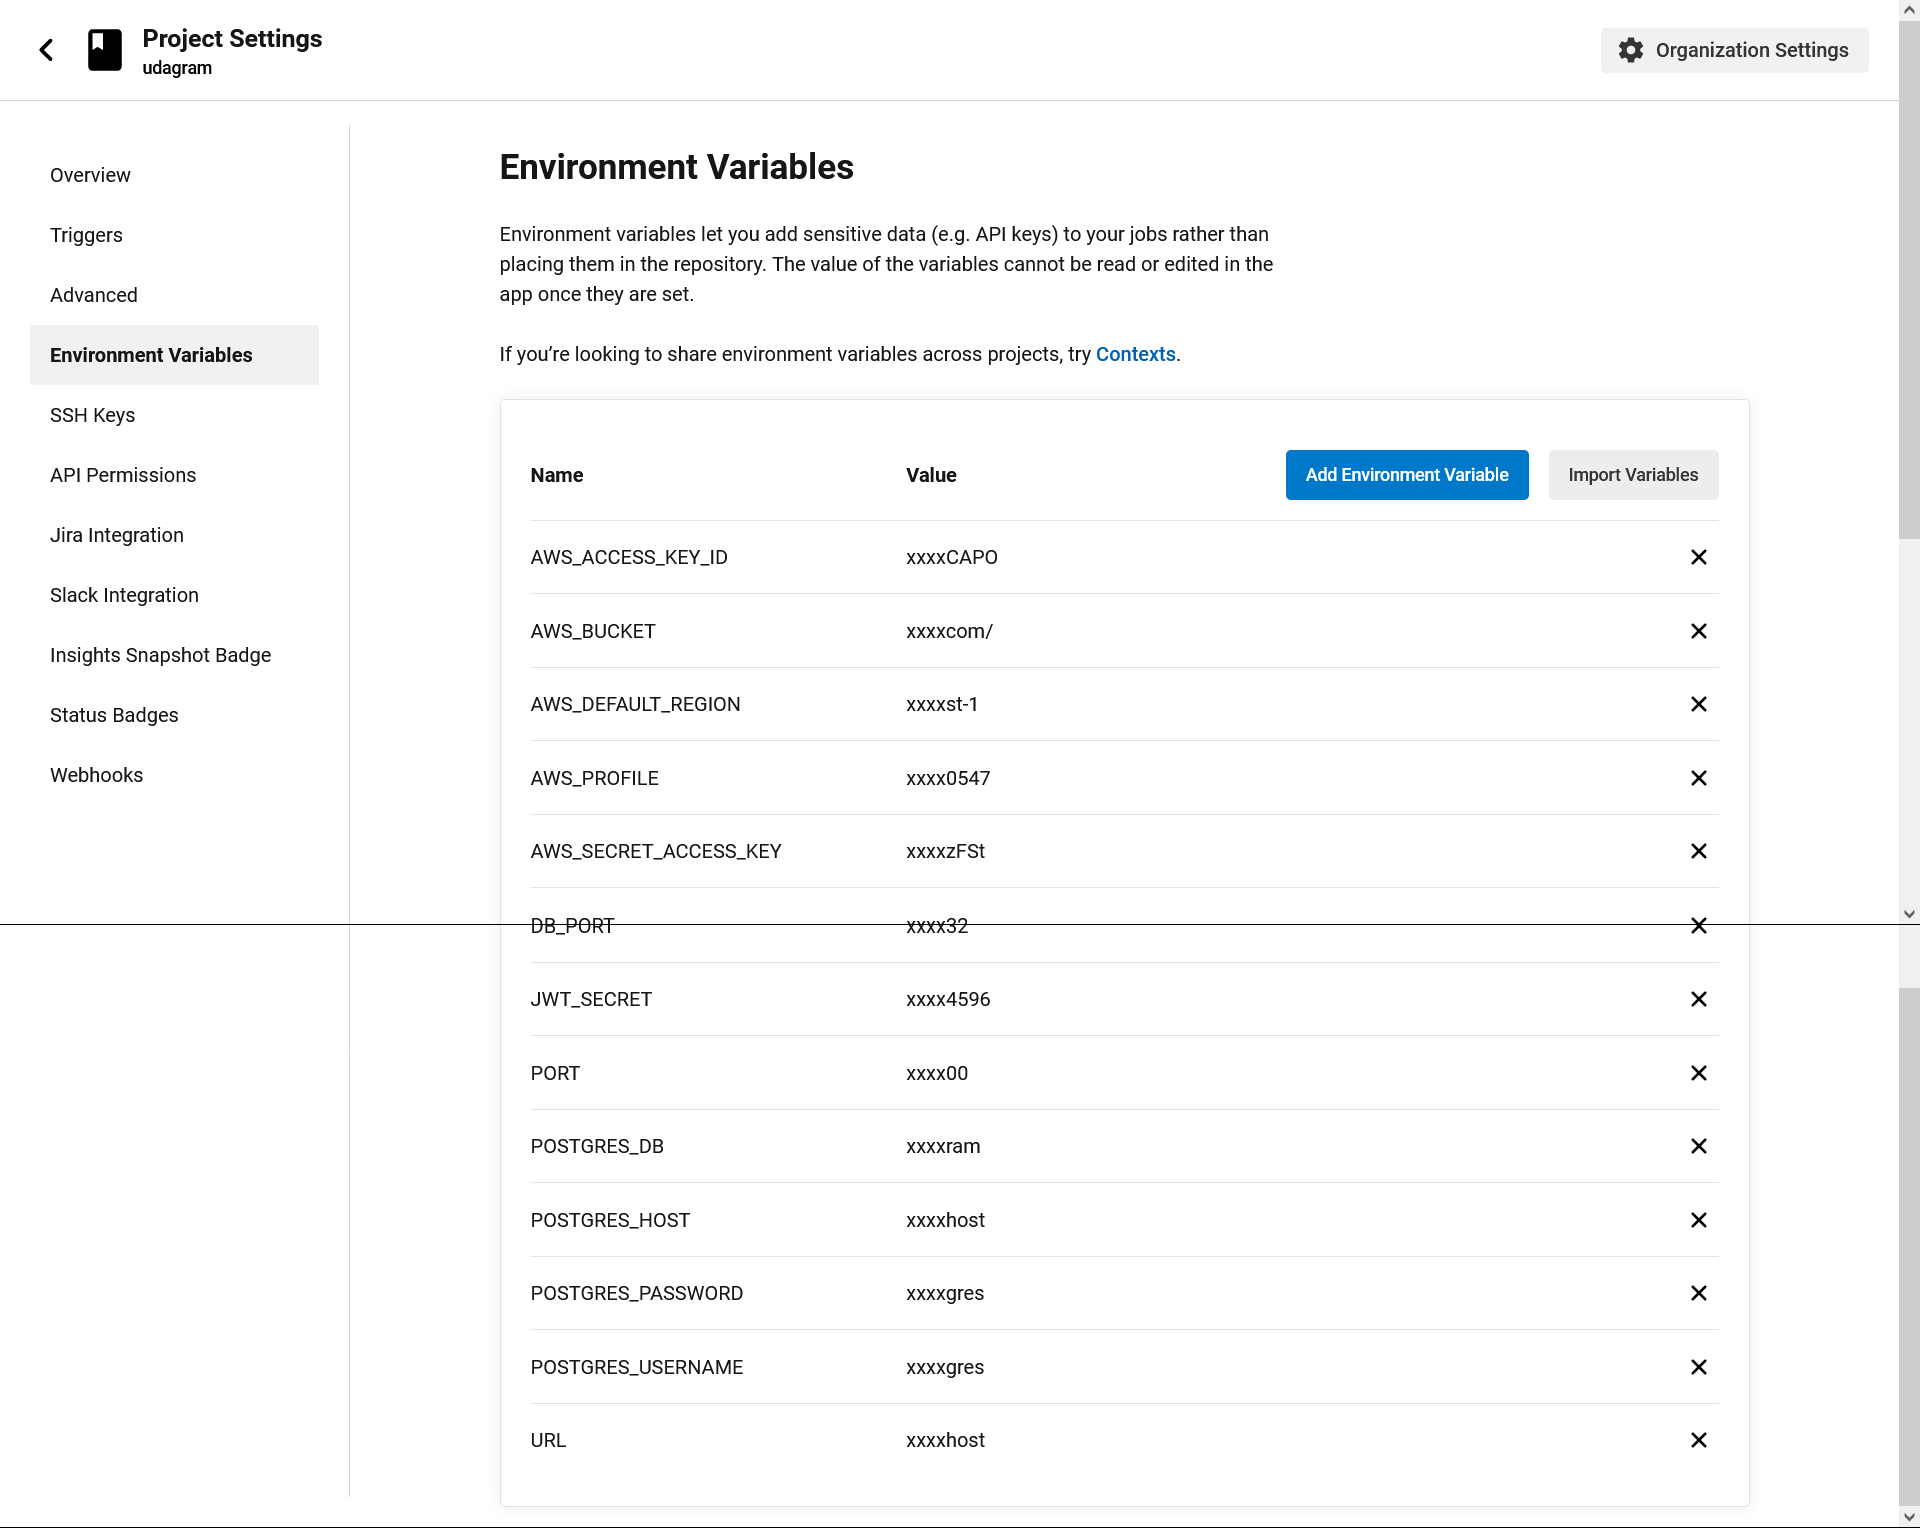 Project Settings
udagram
Organization Settings
Overview
Triggers
Advanced
Environment Variables
SSH Keys
API Permissions
Jira Integration
Slack Integration
Insights Snapshot Badge
Status Badges
Webhooks
Environment Variables
Environment variables let you add sensitive data (e.g. API keys) to your jobs rather than
placing them in the repository. The value of the variables cannot be read or edited in the
app once they are set.
If you’re looking to share environment variables across projects, try Contexts.
Name Value Add Environment Variable Import Variables
AWS_ACCESS_KEY_ID xxxxCAPO
AWS_BUCKET xxxxcom/
AWS_DEFAULT_REGION xxxxst-1
AWS_PROFILE xxxx0547
AWS_SECRET_ACCESS_KEY xxxxzFSt
DB_PORT xxxx32
JWT_SECRET xxxx4596
PORT xxxx00
POSTGRES_DB xxxxram
POSTGRES_HOST xxxxhost
POSTGRES_PASSWORD xxxxgres
POSTGRES_USERNAME xxxxgres
URL xxxxhost